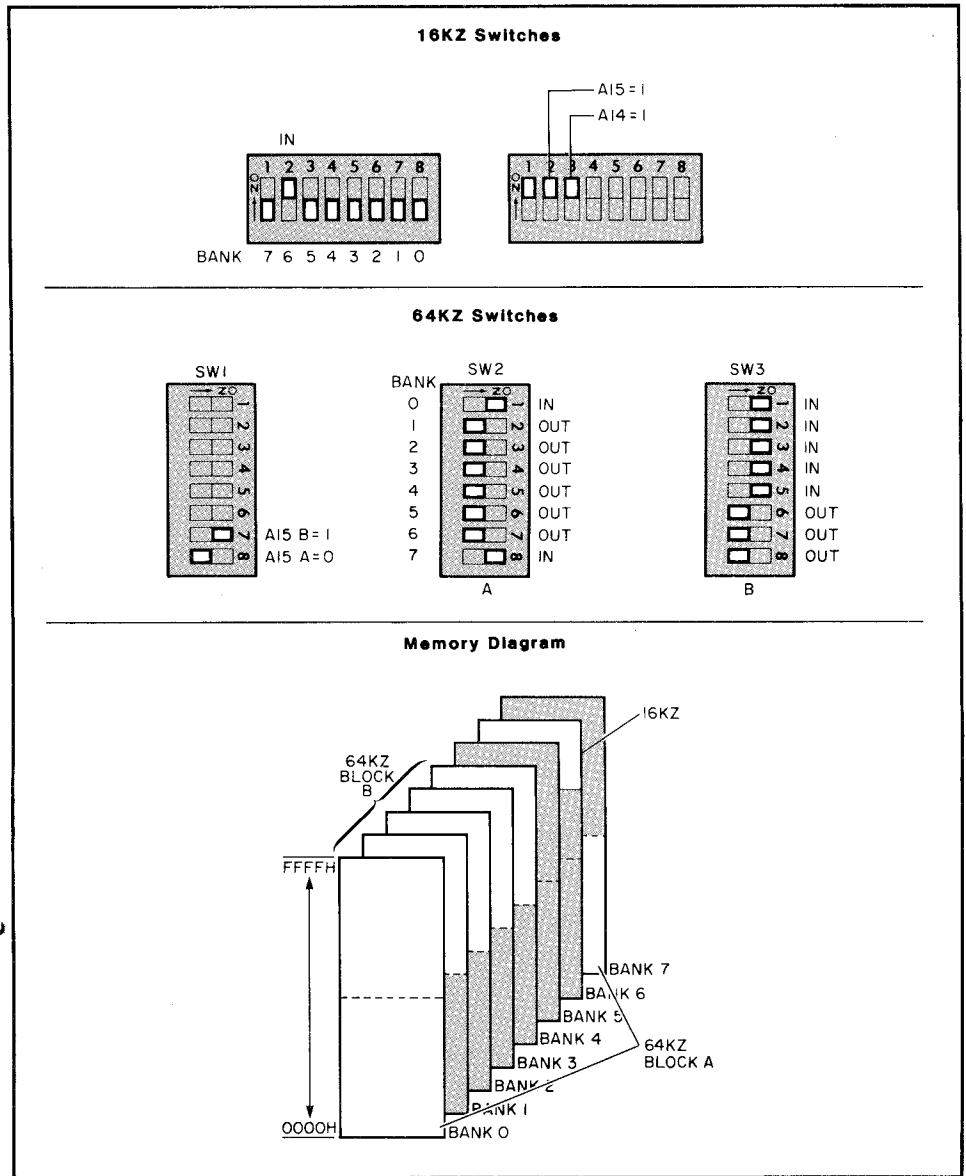 16KZ Switches
A15=1
A14=1
IN
1 2 3 4 5 6 7 8
ON
1 2 3 4 5 6 7 8
ON
BANK 7 6 5 4 3 2 1 0
64KZ Switches
SW1
ON
1
2
3
4
5
6
7 A15 B=1
8 A15 A=0
SW2
BANK ON
0 1 IN
1 2 OUT
2 3 OUT
3 4 OUT
4 5 OUT
5 6 OUT
6 7 OUT
7 8 IN
A
SW3
ON
1 IN
2 IN
3 IN
4 IN
5 IN
6 OUT
7 OUT
8 OUT
B
Memory Diagram
16KZ
64KZ
BLOCK
B
FFFFH
BANK 7
BANK 6
BANK 5
BANK 4
BANK 3
BANK 2
BANK 1
BANK 0
64KZ
BLOCK A
0000H